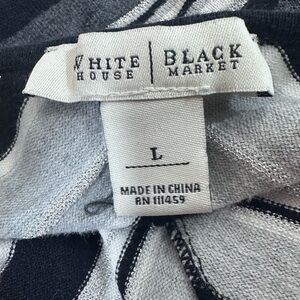 WHITE | BLACK
HOUSE | MARKET
L
MADE IN CHINA
RN 111459